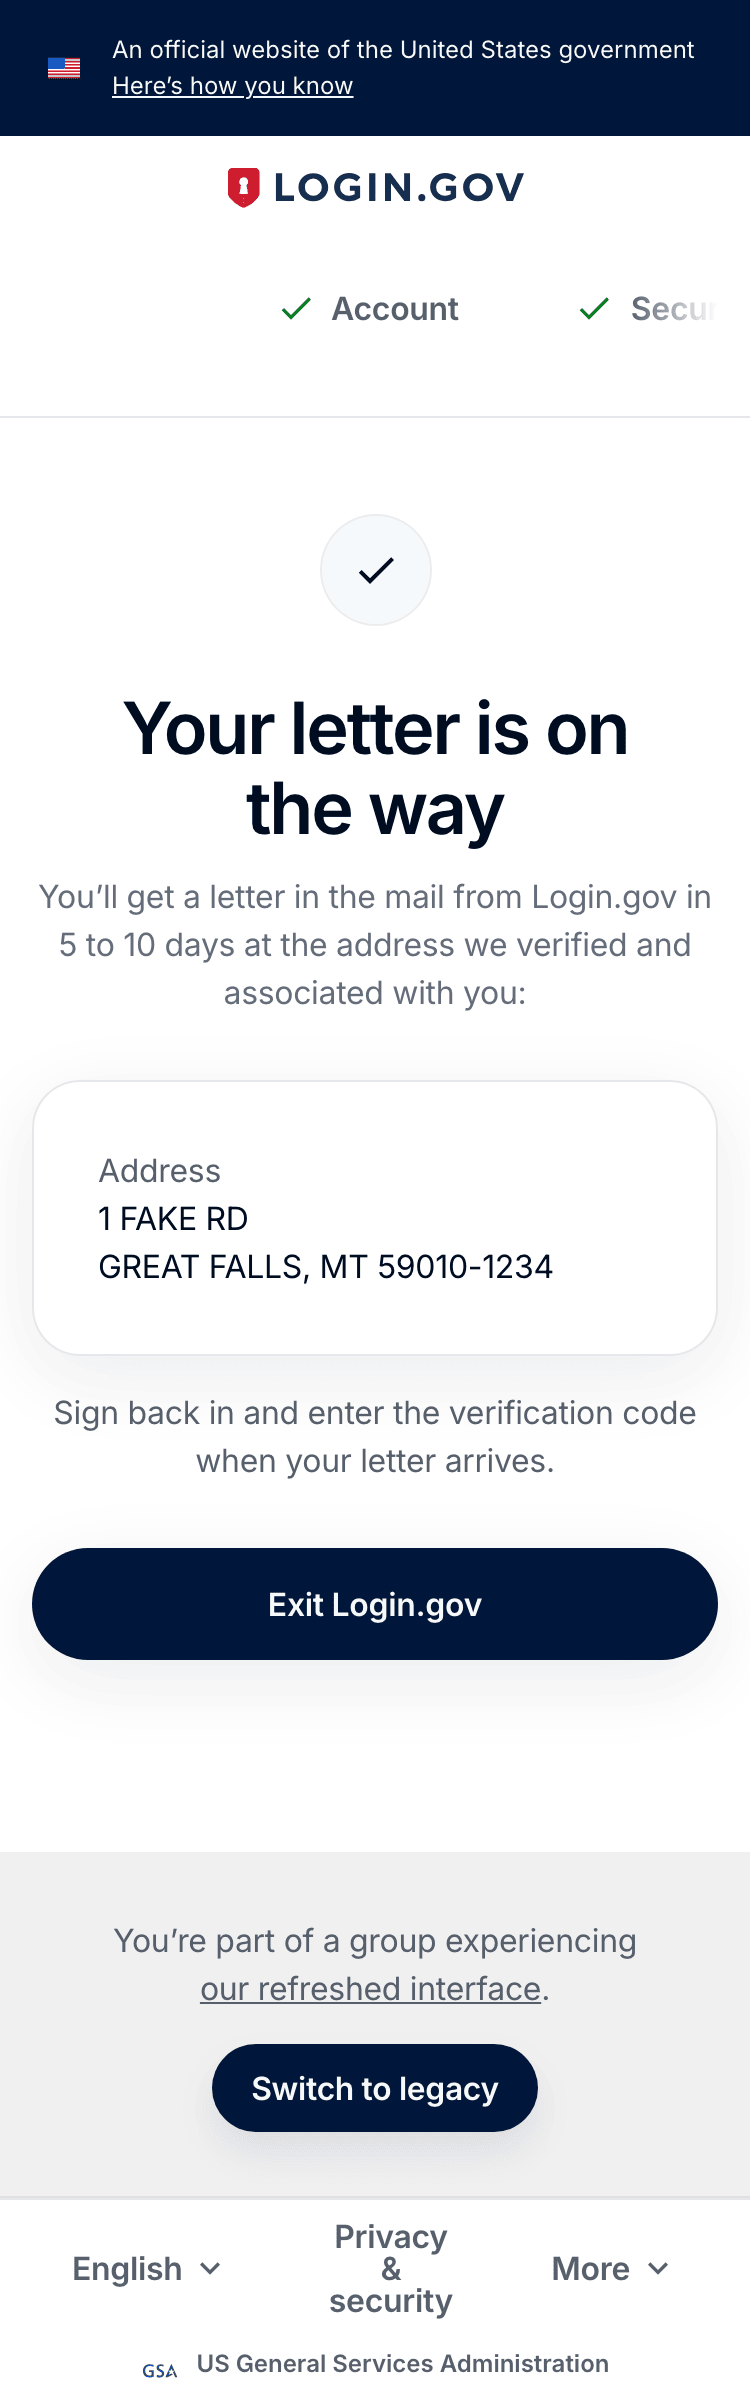 An official website of the United States government
Here’s how you know
LOGIN.GOV
Account
Secur
Your letter is on
the way
You’ll get a letter in the mail from Login.gov in
5 to 10 days at the address we verified and
associated with you:
Address
1 FAKE RD
GREAT FALLS, MT 59010-1234
Sign back in and enter the verification code
when your letter arrives.
Exit Login.gov
You’re part of a group experiencing
our refreshed interface.
Switch to legacy
English
Privacy
&
security
More
GSA US General Services Administration